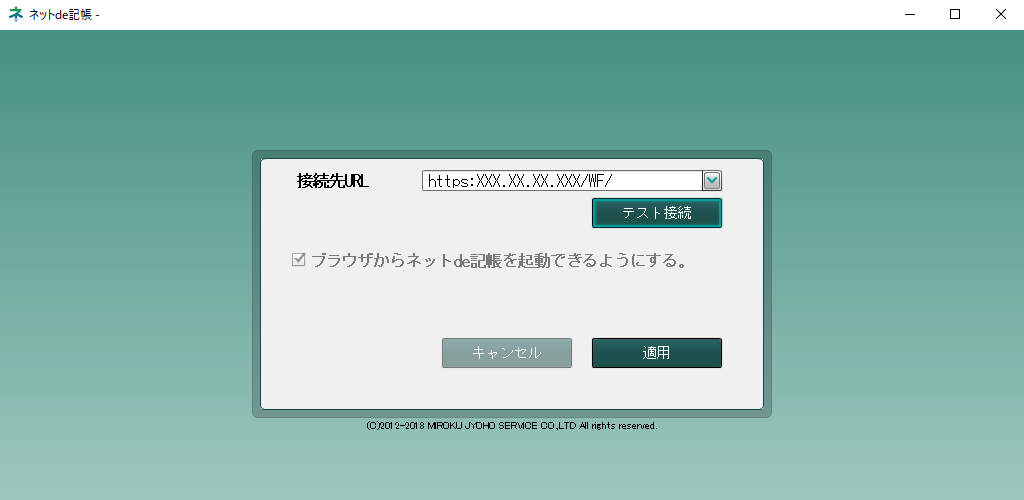 ネットde記帳 -
接続先URL
https:XXX.XX.XX.XXX/WF/
テスト接続
ブラウザからネットde記帳を起動できるようにする。
キャンセル
適用
(C)2012-2018 MIROKU JYOHO SERVICE CO.,LTD All rights reserved.